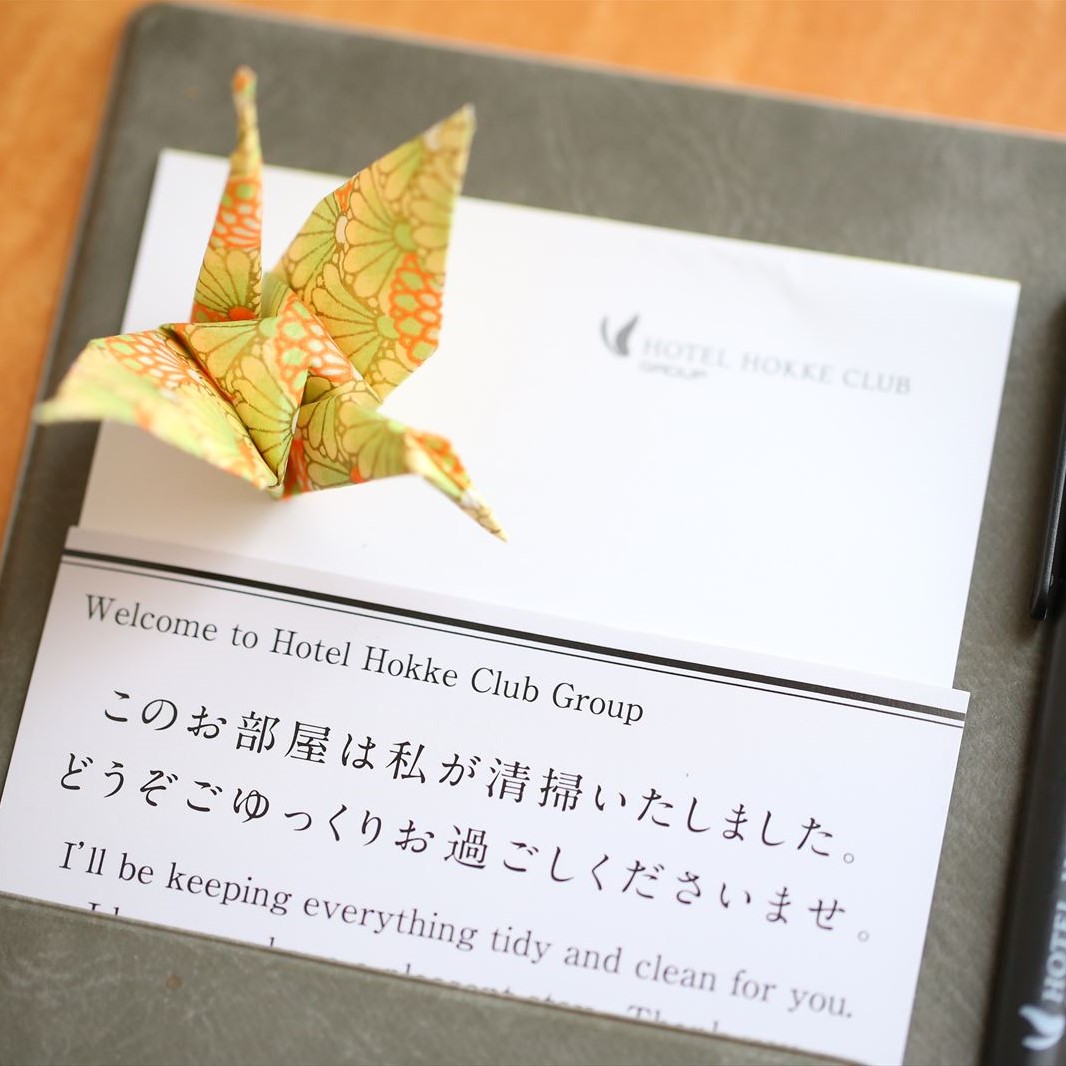 HOTEL HOKKE CLUB
GROUP
Welcome to Hotel Hokke Club Group
このお部屋は私が清掃いたしました。
どうぞごゆっくりお過ごしくださいませ。
I'll be keeping everything tidy and clean for you.
HOTEL